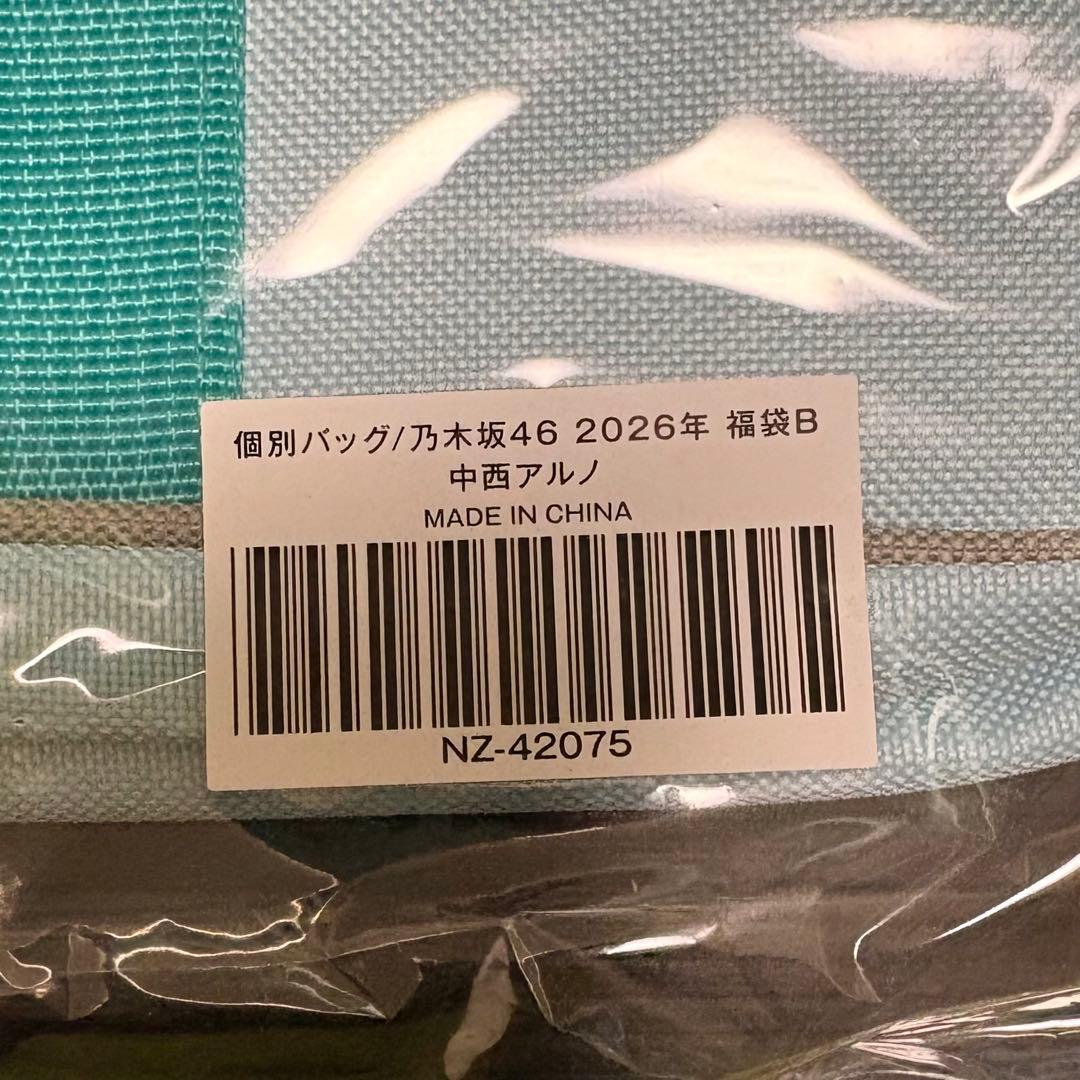 個別バッグ/乃木坂46 2026年 福袋B
中西アルノ
MADE IN CHINA
NZ-42075